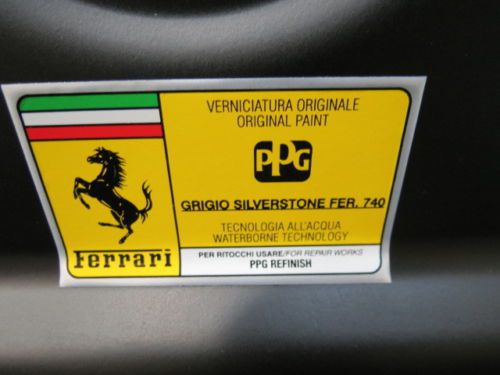 VERNICIATURA ORIGINALE
ORIGINAL PAINT
PPG
GRIGIO SILVERSTONE FER. 740
TECNOLOGIA ALL'ACQUA
WATERBORNE TECHNOLOGY
Ferrari
PER RITOCCHI USARE/FOR REPAIR WORKS
PPG REFINISH